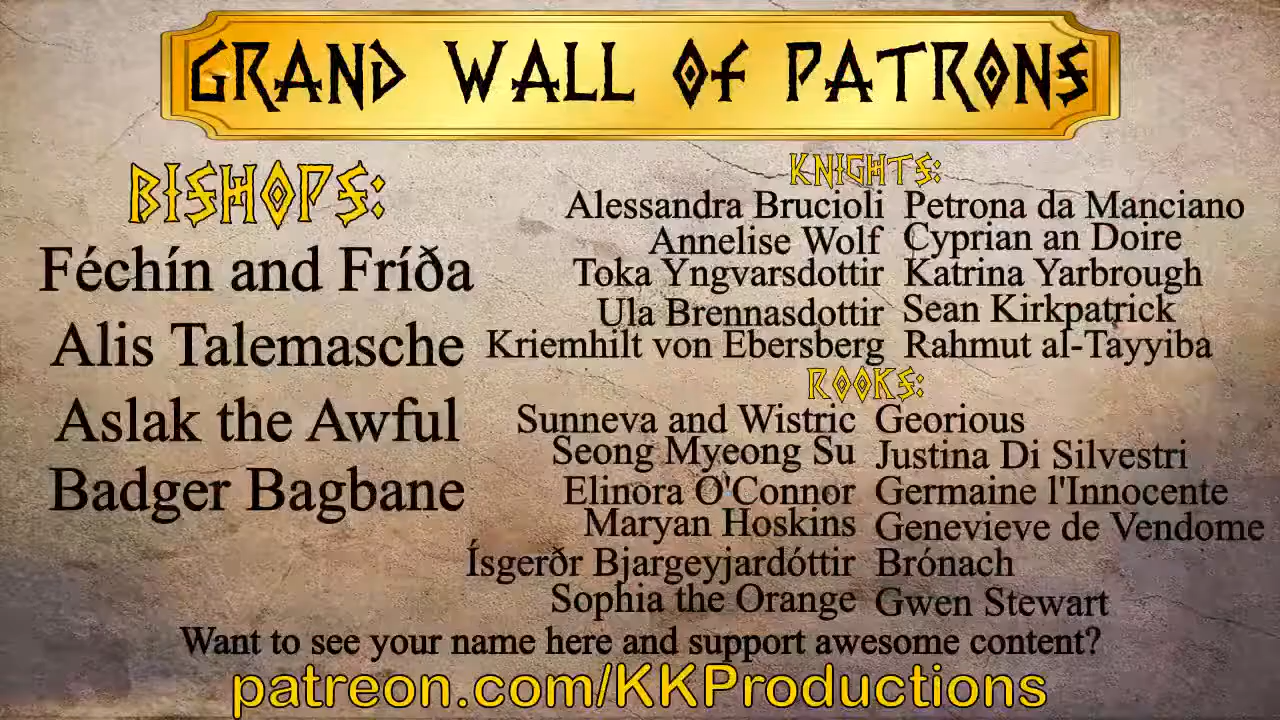 GRAND WALL OF PATRONS
BISHOPS:
Féchín and Fríða
Alis Talemasche
Aslak the Awful
Badger Bagbane
KNIGHTS:
Alessandra Brucioli Petrona da Manciano
Annelise Wolf Cyprian an Doire
Toka Yngvarsdottir Katrina Yarbrough
Ula Brennasdottir Sean Kirkpatrick
Kriemhilt von Ebersberg Rahmut al-Tayyiba
ROOKS:
Sunneva and Wistric Georious
Seong Myeong Su Justina Di Silvestri
Elinora O'Connor Germaine l'Innocente
Maryan Hoskins Genevieve de Vendome
Ísgerðr Bjargeyjardóttir Brónach
Sophia the Orange Gwen Stewart
Want to see your name here and support awesome content?
patreon.com/KKProductions